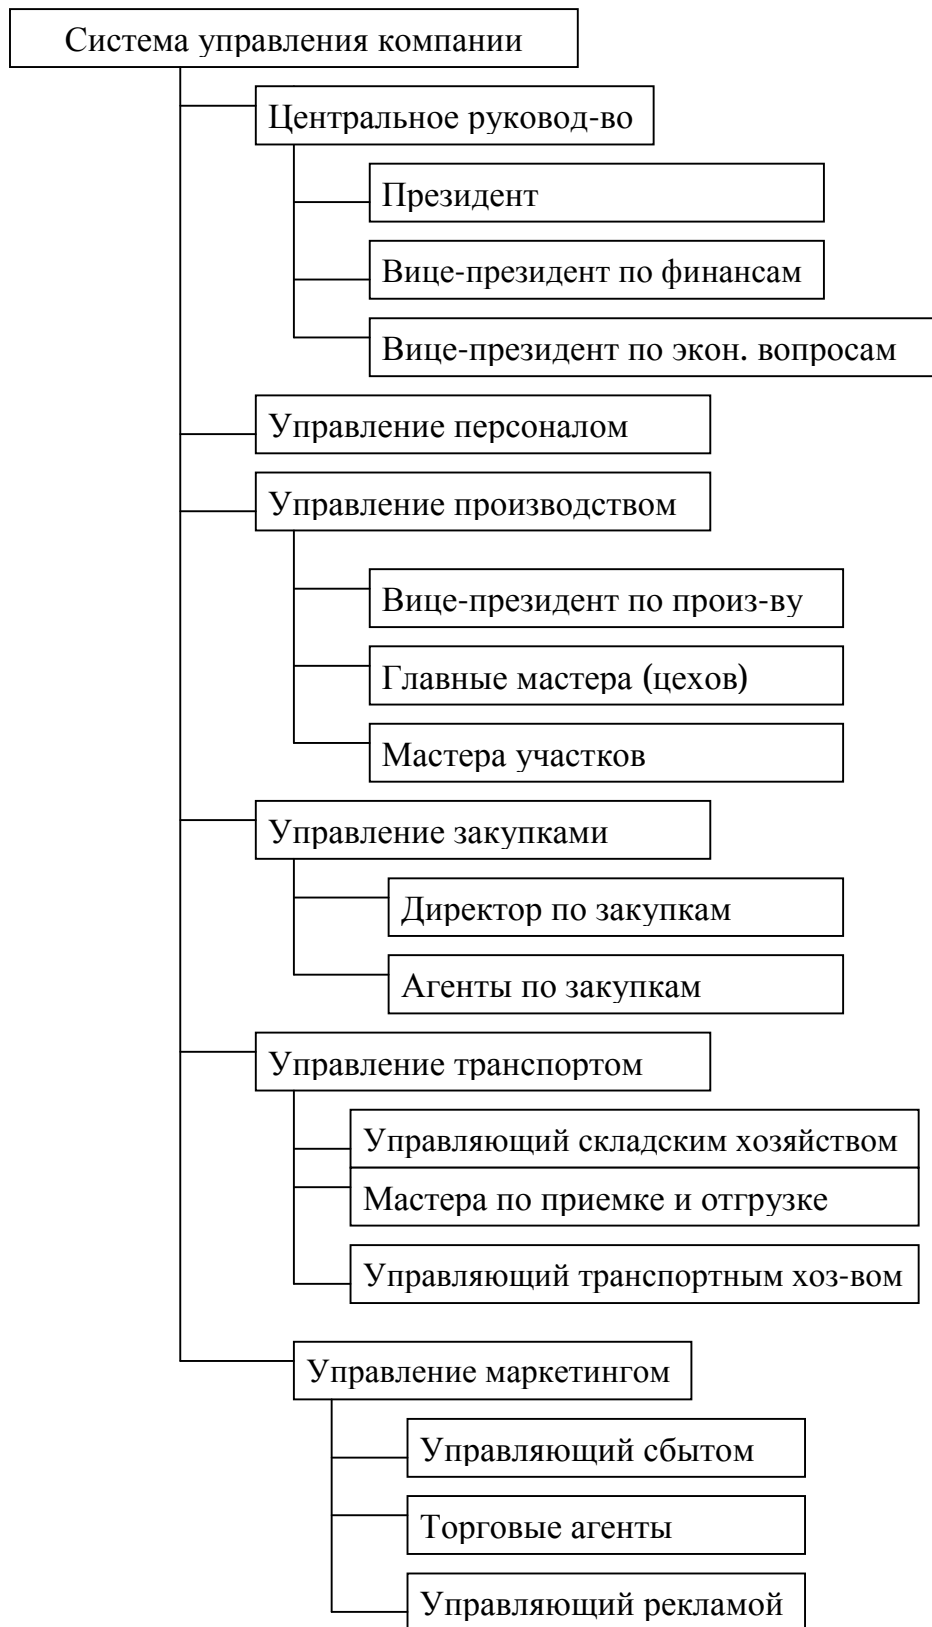 Система управления компании
Центральное руковод-во
Президент
Вице-президент по финансам
Вице-президент по экон. вопросам
Управление персоналом
Управление производством
Вице-президент по произ-ву
Главные мастера (цехов)
Мастера участков
Управление закупками
Директор по закупкам
Агенты по закупкам
Управление транспортом
Управляющий складским хозяйством
Мастера по приемке и отгрузке
Управляющий транспортным хоз-вом
Управление маркетингом
Управляющий сбытом
Торговые агенты
Управляющий рекламой